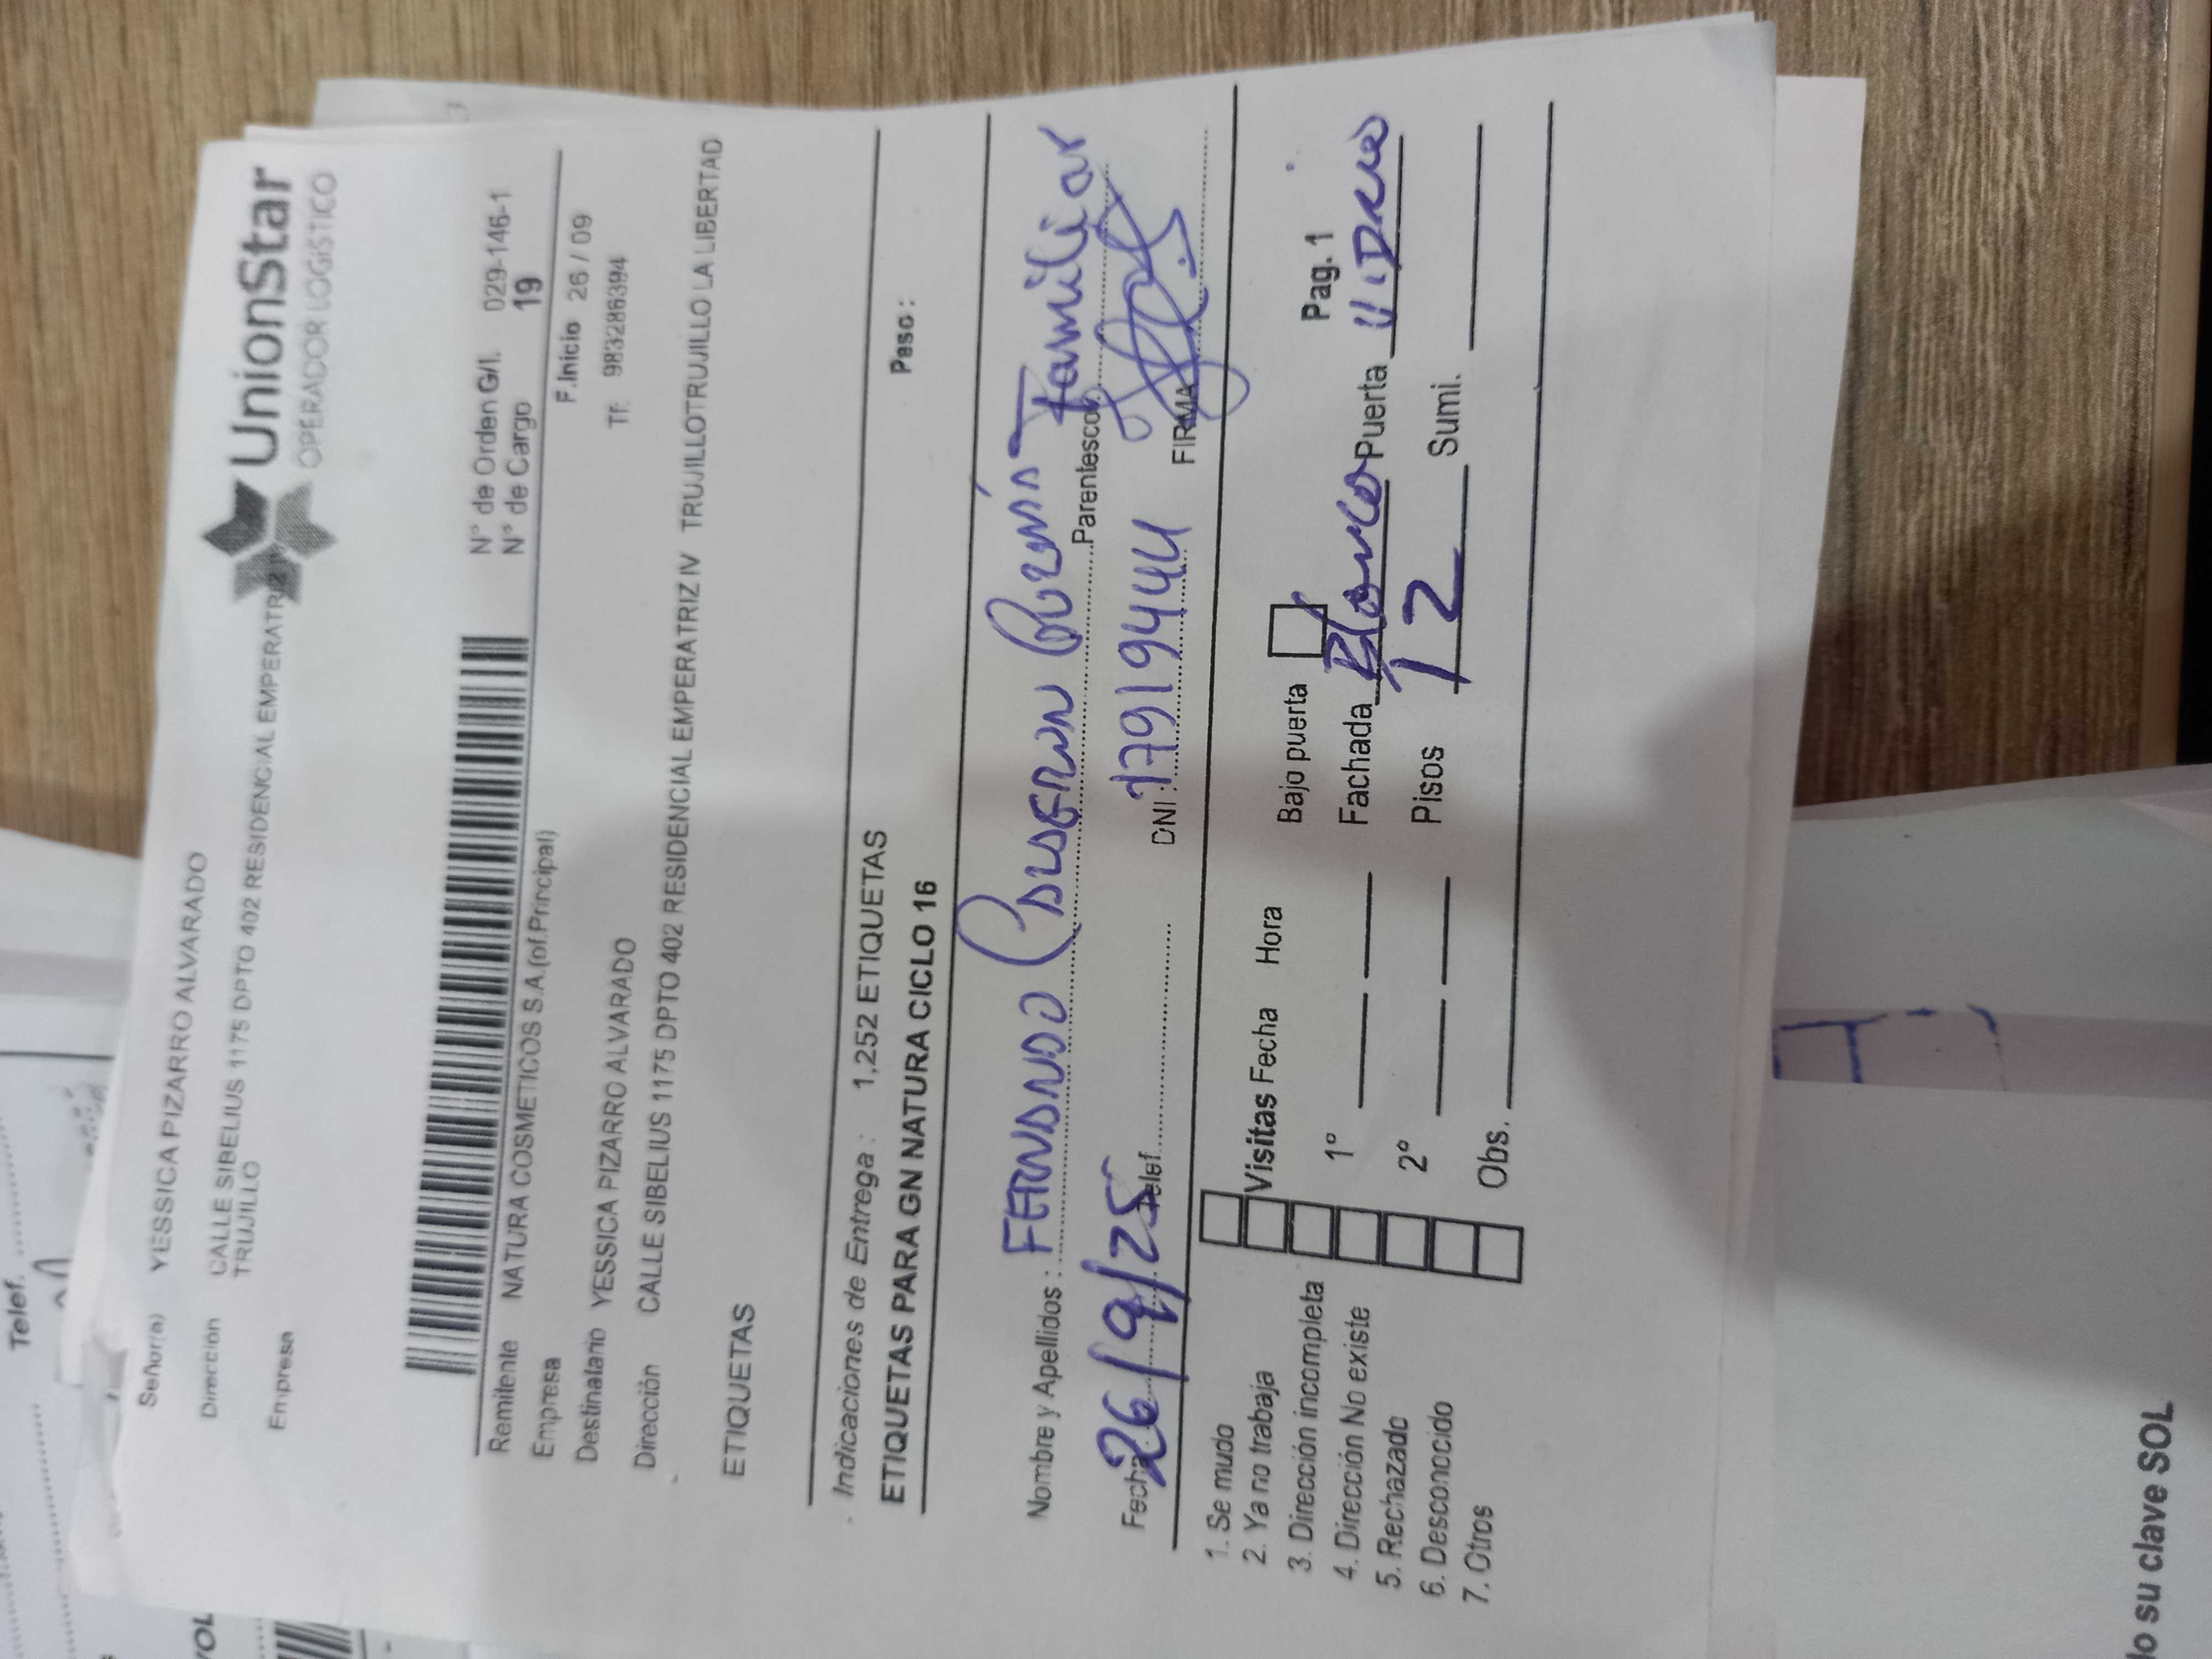 UnionStar
OPERADOR LOGÍSTICO
Señor(a) YESSICA PIZARRO ALVARADO
Dirección CALLE SIBELIUS 1175 DPTO 402 RESIDENCIAL EMPERATRIZ
TRUJILLO
Empresa
N° de Orden G/I. 029-146-1
N° de Cargo 19
Remitente NATURA COSMETICOS S.A.(of.Principal)
Empresa F.Inicio 26 / 09
Destinatario YESSICA PIZARRO ALVARADO Tf: 983286394
Dirección CALLE SIBELIUS 1175 DPTO 402 RESIDENCIAL EMPERATRIZ IV TRUJILLOTRUJILLO LA LIBERTAD
ETIQUETAS
Indicaciones de Entrega : 1,252 ETIQUETAS Peso :
ETIQUETAS PARA GN NATURA CICLO 16
Nombre y Apellidos : FERNANDO Parentesco: Familiar
Fecha: 26/9/25 Telef. DNI : 17919444 FIRMA
1. Se mudo
2. Ya no trabaja
3. Dirección incompleta
4. Dirección No existe
5. Rechazado
6. Desconocido
7. Otros
Visitas Fecha Hora Bajo puerta Pag. 1
1° Fachada Blanco Puerta
2° Pisos 12 Sumi.
Obs.
Telef.
VOL
lo su clave SOL